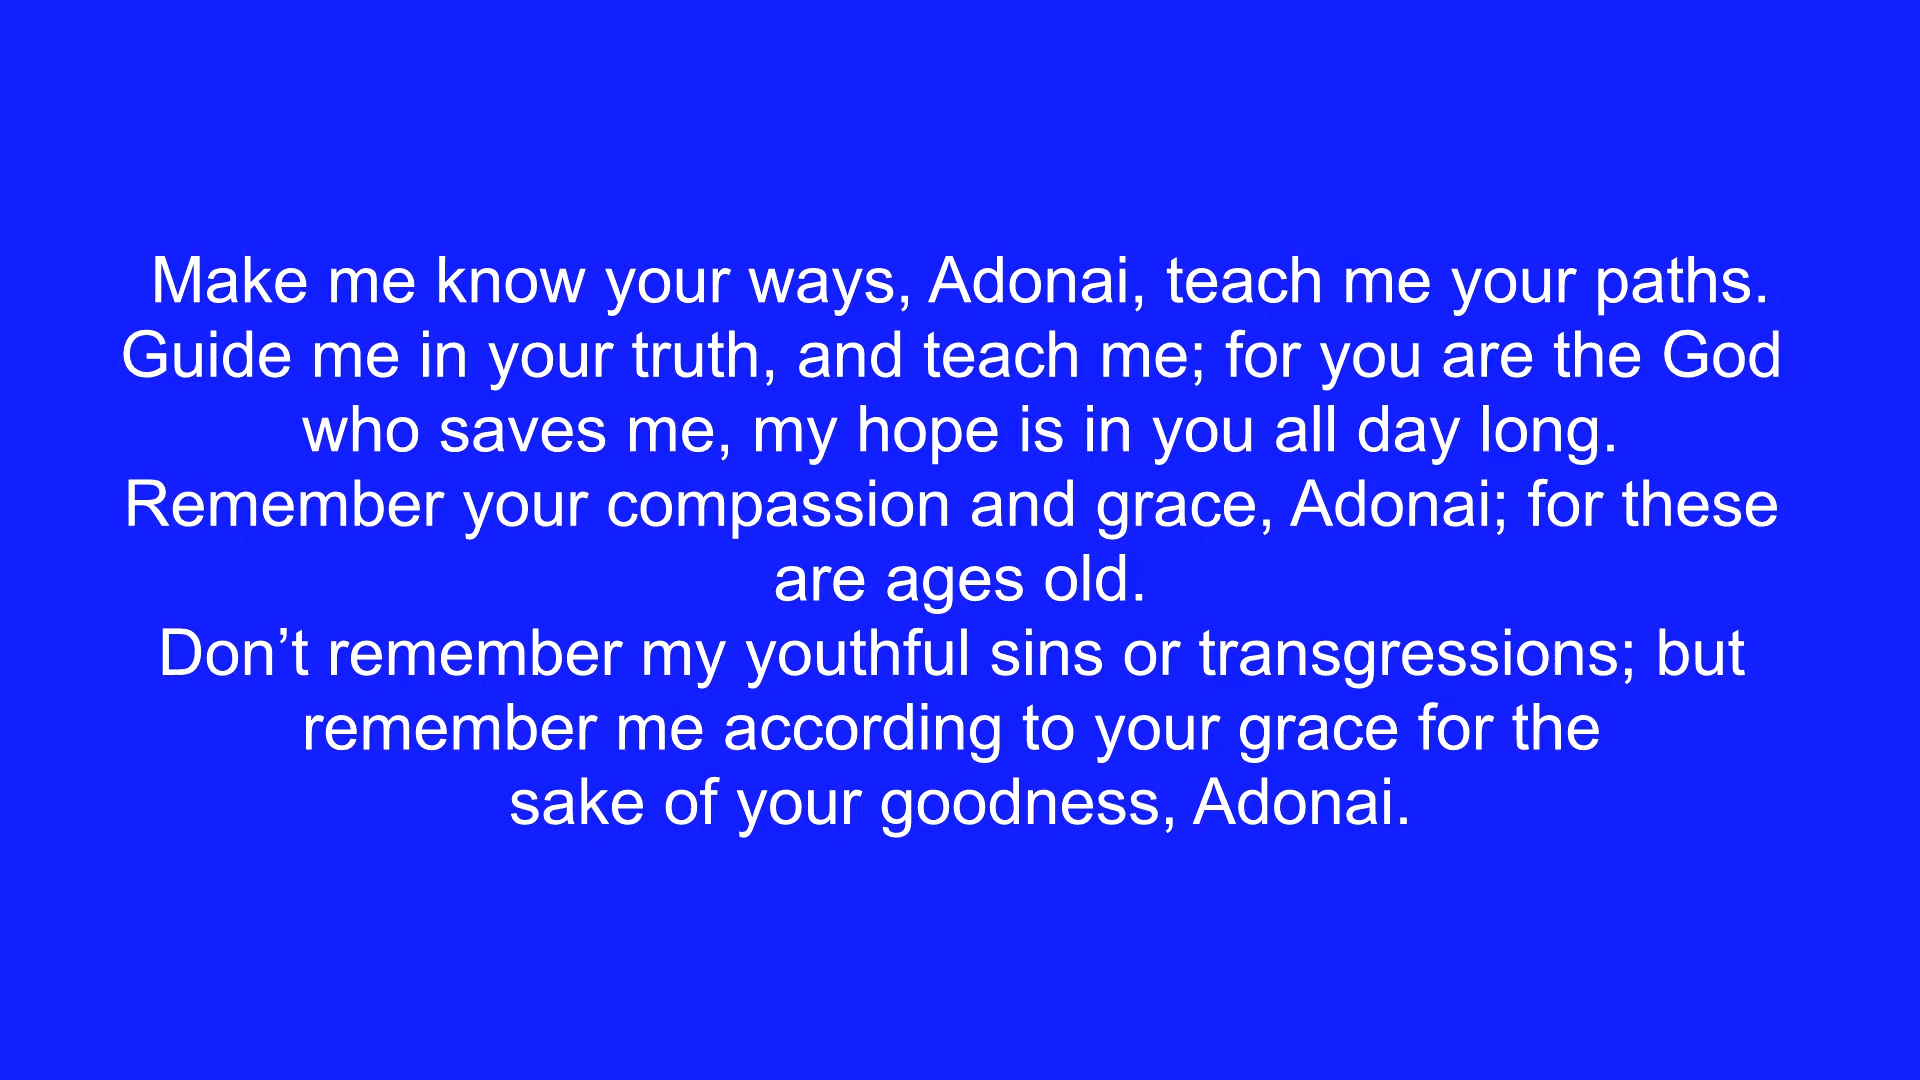 Make me know your ways, Adonai, teach me your paths.
Guide me in your truth, and teach me; for you are the God
who saves me, my hope is in you all day long.
Remember your compassion and grace, Adonai; for these
are ages old.
Don’t remember my youthful sins or transgressions; but
remember me according to your grace for the
sake of your goodness, Adonai.